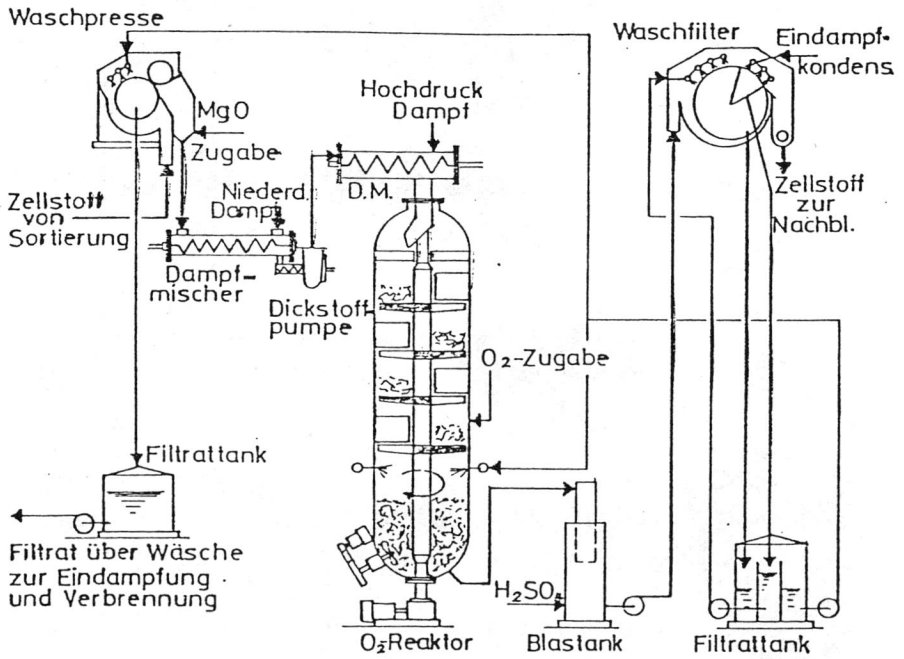 Waschpresse
MgO
Zugabe
Zellstoff
von
Sortierung
Niederd.
Dampf
Dampf-
mischer
Hochdruck
Dampf
D.M.
Dickstoff
pumpe
O₂-Zugabe
Waschfilter
Eindampf-
kondens.
Zellstoff
zur
Nachbl.
Filtrattank
Filtrat über Wäsche
zur Eindampfung
und Verbrennung
O₂-Reaktor
H₂SO₄
Blastank
Filtrattank